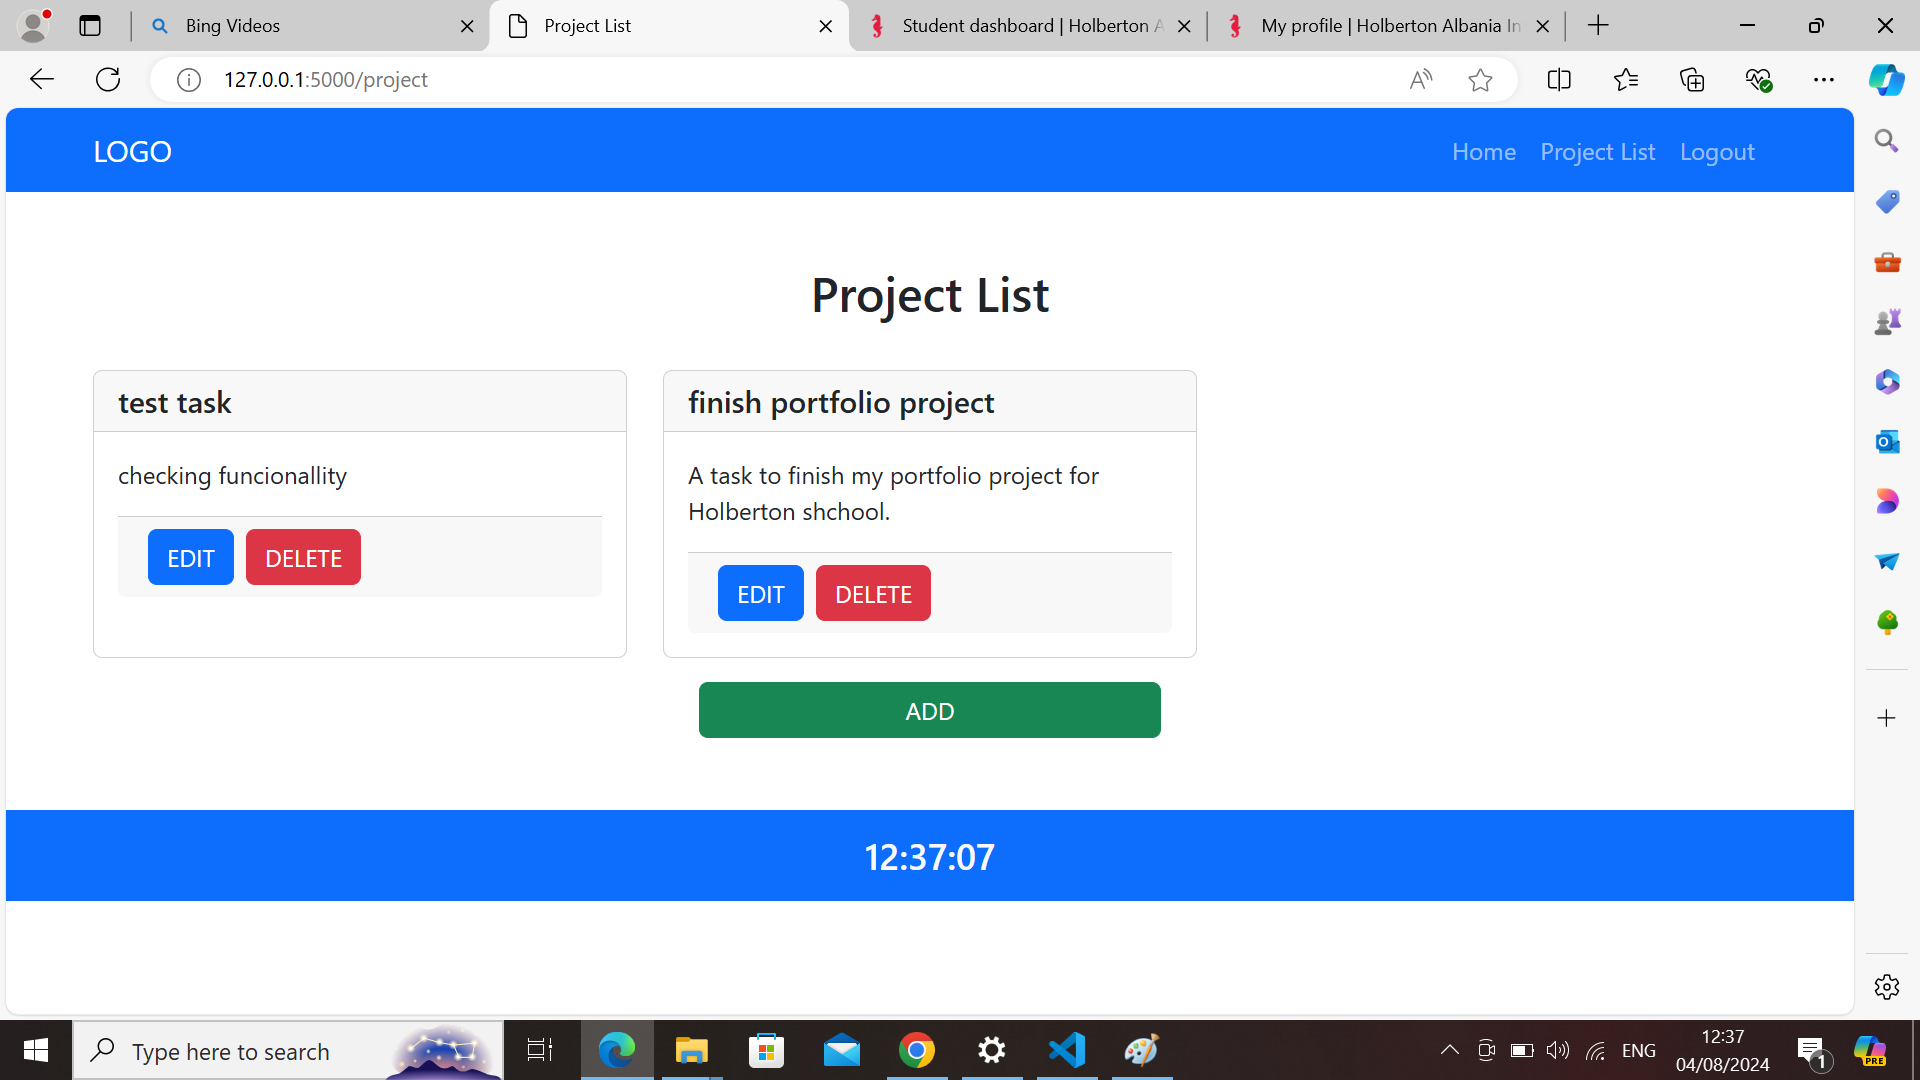 Bing Videos
Project List
Student dashboard | Holberton A
My profile | Holberton Albania In
127.0.0.1:5000/project
LOGO
Home
Project List
Logout
Project List
test task
checking funcionallity
EDIT
DELETE
finish portfolio project
A task to finish my portfolio project for
Holberton shchool.
EDIT
DELETE
ADD
12:37:07
Type here to search
ENG
12:37
04/08/2024
1
PRE